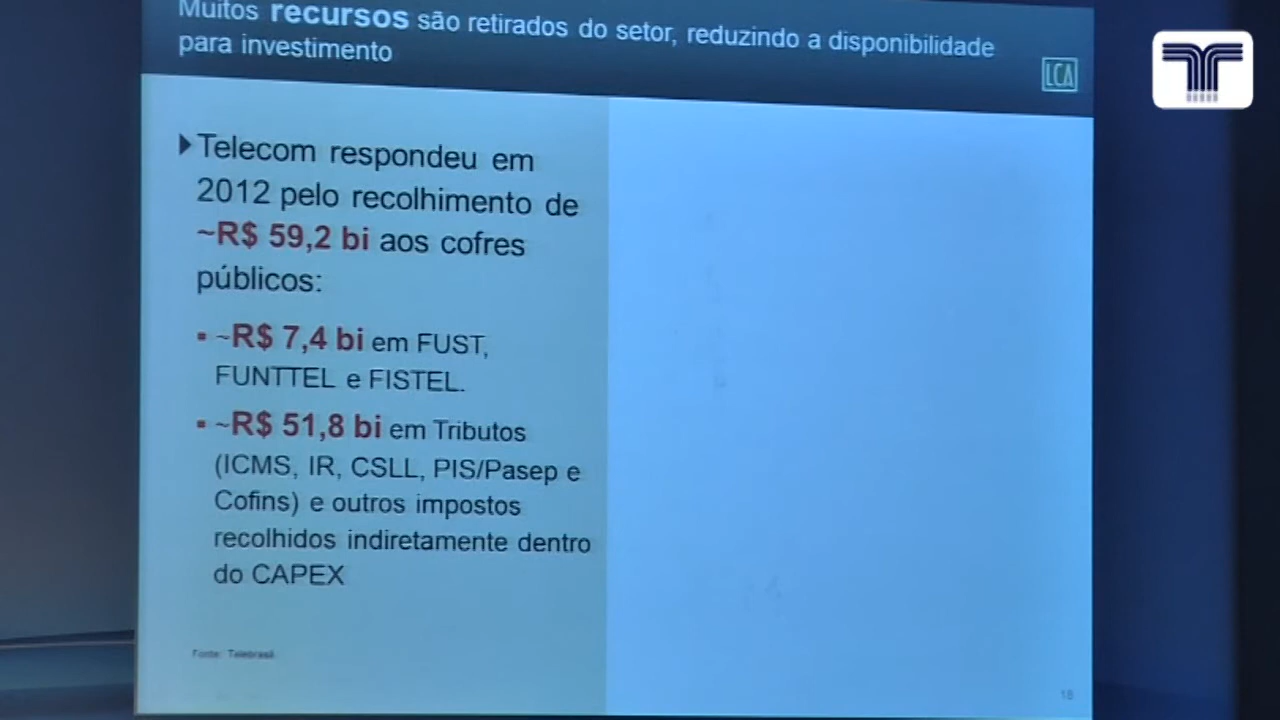 Muitos recursos são retirados do setor, reduzindo a disponibilidade
para investimento
LCA
Telecom respondeu em
2012 pelo recolhimento de
~R$ 59,2 bi aos cofres
públicos:
▪ ~R$ 7,4 bi em FUST,
FUNTTEL e FISTEL.
▪ ~R$ 51,8 bi em Tributos
(ICMS, IR, CSLL, PIS/Pasep e
Cofins) e outros impostos
recolhidos indiretamente dentro
do CAPEX
Fonte: Telebrasil